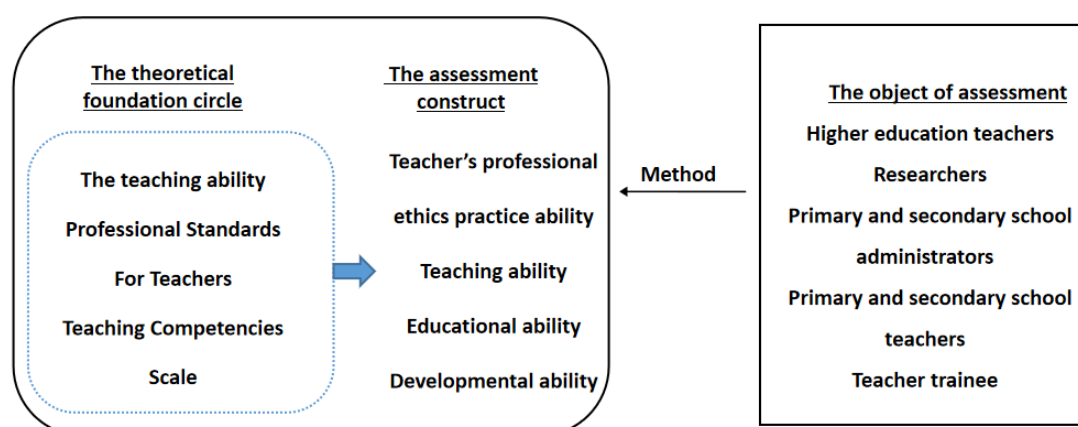 The theoretical
foundation circle
The teaching ability
Professional Standards
For Teachers
Teaching Competencies
Scale
The assessment
construct
Teacher’s professional
ethics practice ability
Teaching ability
Educational ability
Developmental ability
Method
The object of assessment
Higher education teachers
Researchers
Primary and secondary school
administrators
Primary and secondary school
teachers
Teacher trainee